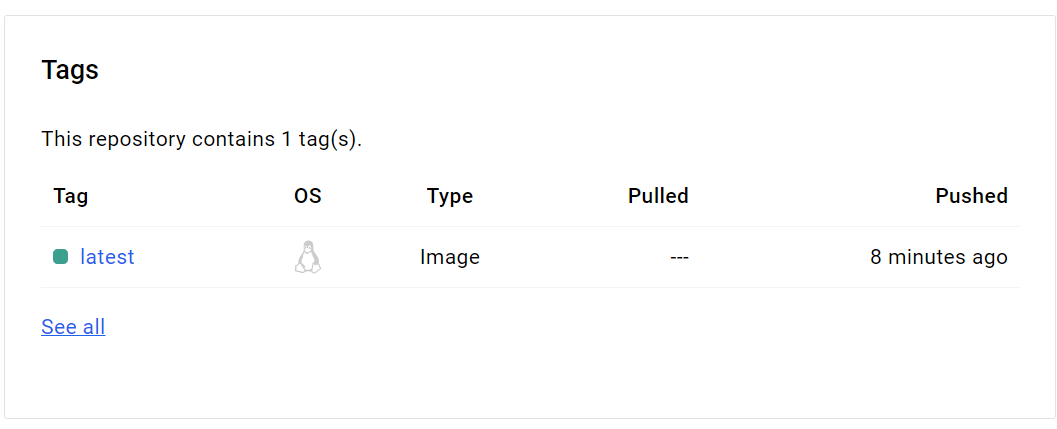 Tags
This repository contains 1 tag(s).
Tag OS Type Pulled Pushed
latest Image --- 8 minutes ago
See all